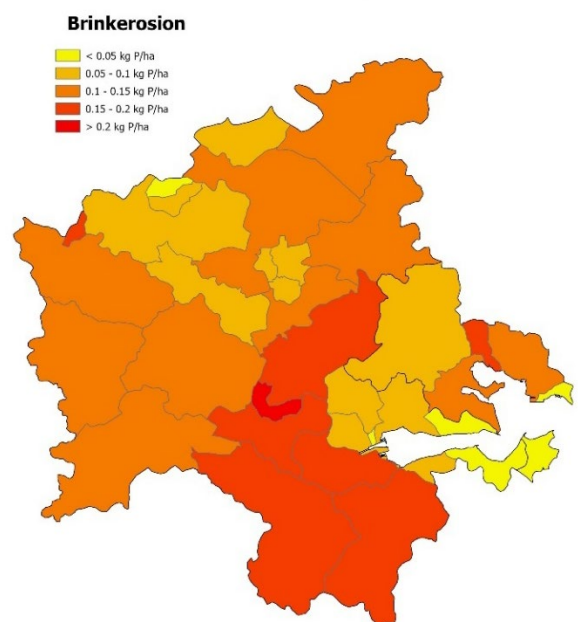 Brinkerosion
< 0.05 kg P/ha
0.05 - 0.1 kg P/ha
0.1 - 0.15 kg P/ha
0.15 - 0.2 kg P/ha
> 0.2 kg P/ha